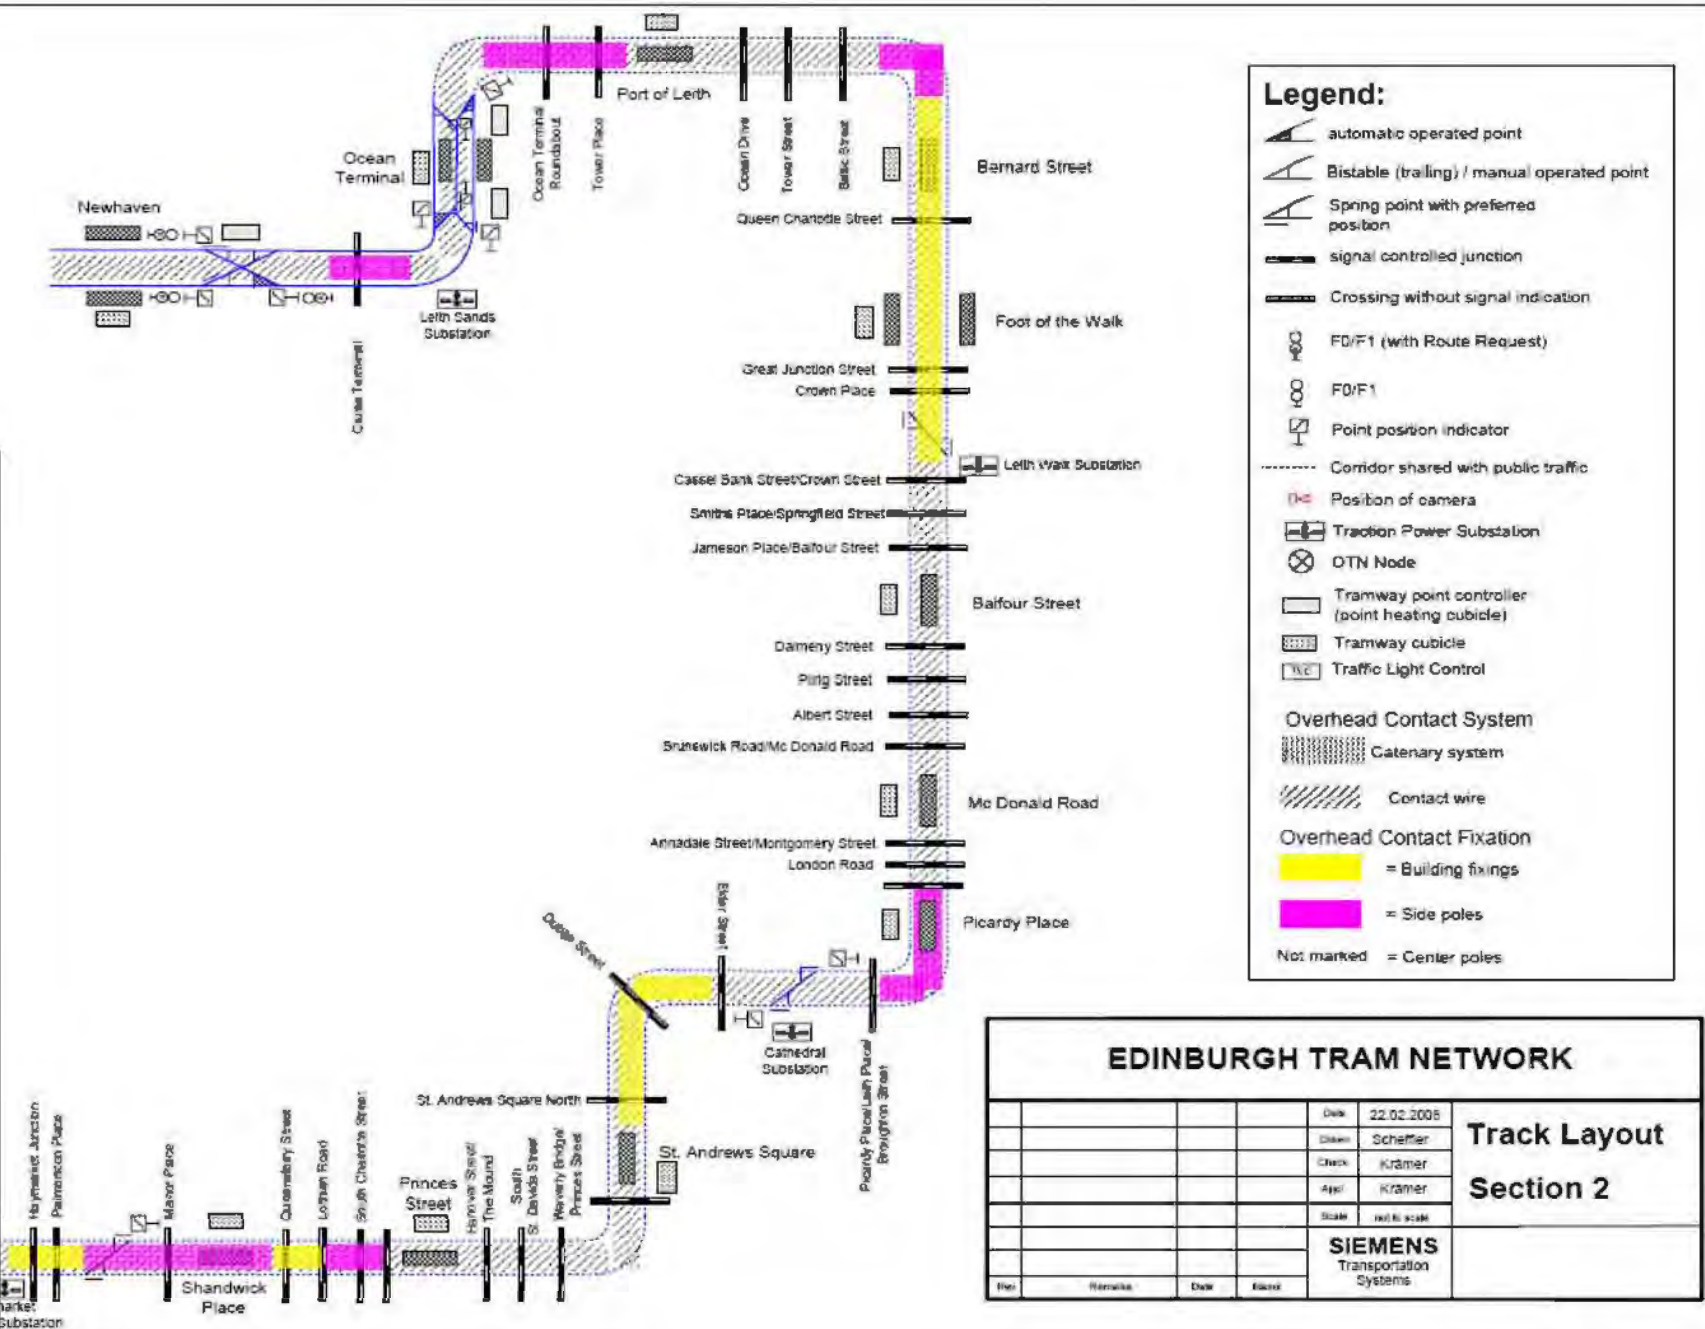 Newhaven
Ocean
Terminal
Leith Sands
Substation
Ocean Terminal
Roundabout
Tower Place
Port of Leith
Ocean Drive
Tower Street
Baltic Street
Bernard Street
Queen Charlotte Street
Foot of the Walk
Great Junction Street
Crown Place
Leith Walk Substation
Cassel Bank Street/Crown Street
Smiths Place/Springfield Street
Jameson Place/Balfour Street
Balfour Street
Dalmeny Street
Pilrig Street
Albert Street
Brunswick Road/Mc Donald Road
Mc Donald Road
Annadale Street/Montgomery Street
London Road
Picardy Place
Picardy Place/Leith Place/
Broughton Street
Elder Street
Cathedral
Substation
St. Andrews Square North
St. Andrews Square
Waverly Bridge/
Princes Street
South
St. Davids Street
Hanover Street/
The Mound
Princes
Street
South Charlotte Street
Lothian Road
Queensferry Street
Shandwick
Place
Manor Place
Palmerston Place
Haymarket Junction
Substation
Legend:
automatic operated point
Bistable (trailing) / manual operated point
Spring point with preferred
position
signal controlled junction
Crossing without signal indication
F0/F1 (with Route Request)
F0/F1
Point position indicator
Corridor shared with public traffic
Position of camera
Traction Power Substation
OTN Node
Tramway point controller
(point heating cubicle)
Tramway cubicle
Traffic Light Control
Overhead Contact System
Catenary system
Contact wire
Overhead Contact Fixation
= Building fixings
= Side poles
Not marked = Center poles
EDINBURGH TRAM NETWORK
Date 22.02.2006
Scheffler
Check Krämer
Appl. Krämer
Scale not to scale
Track Layout
Section 2
SIEMENS
Transportation
Systems
Rev. Remarks Date Name